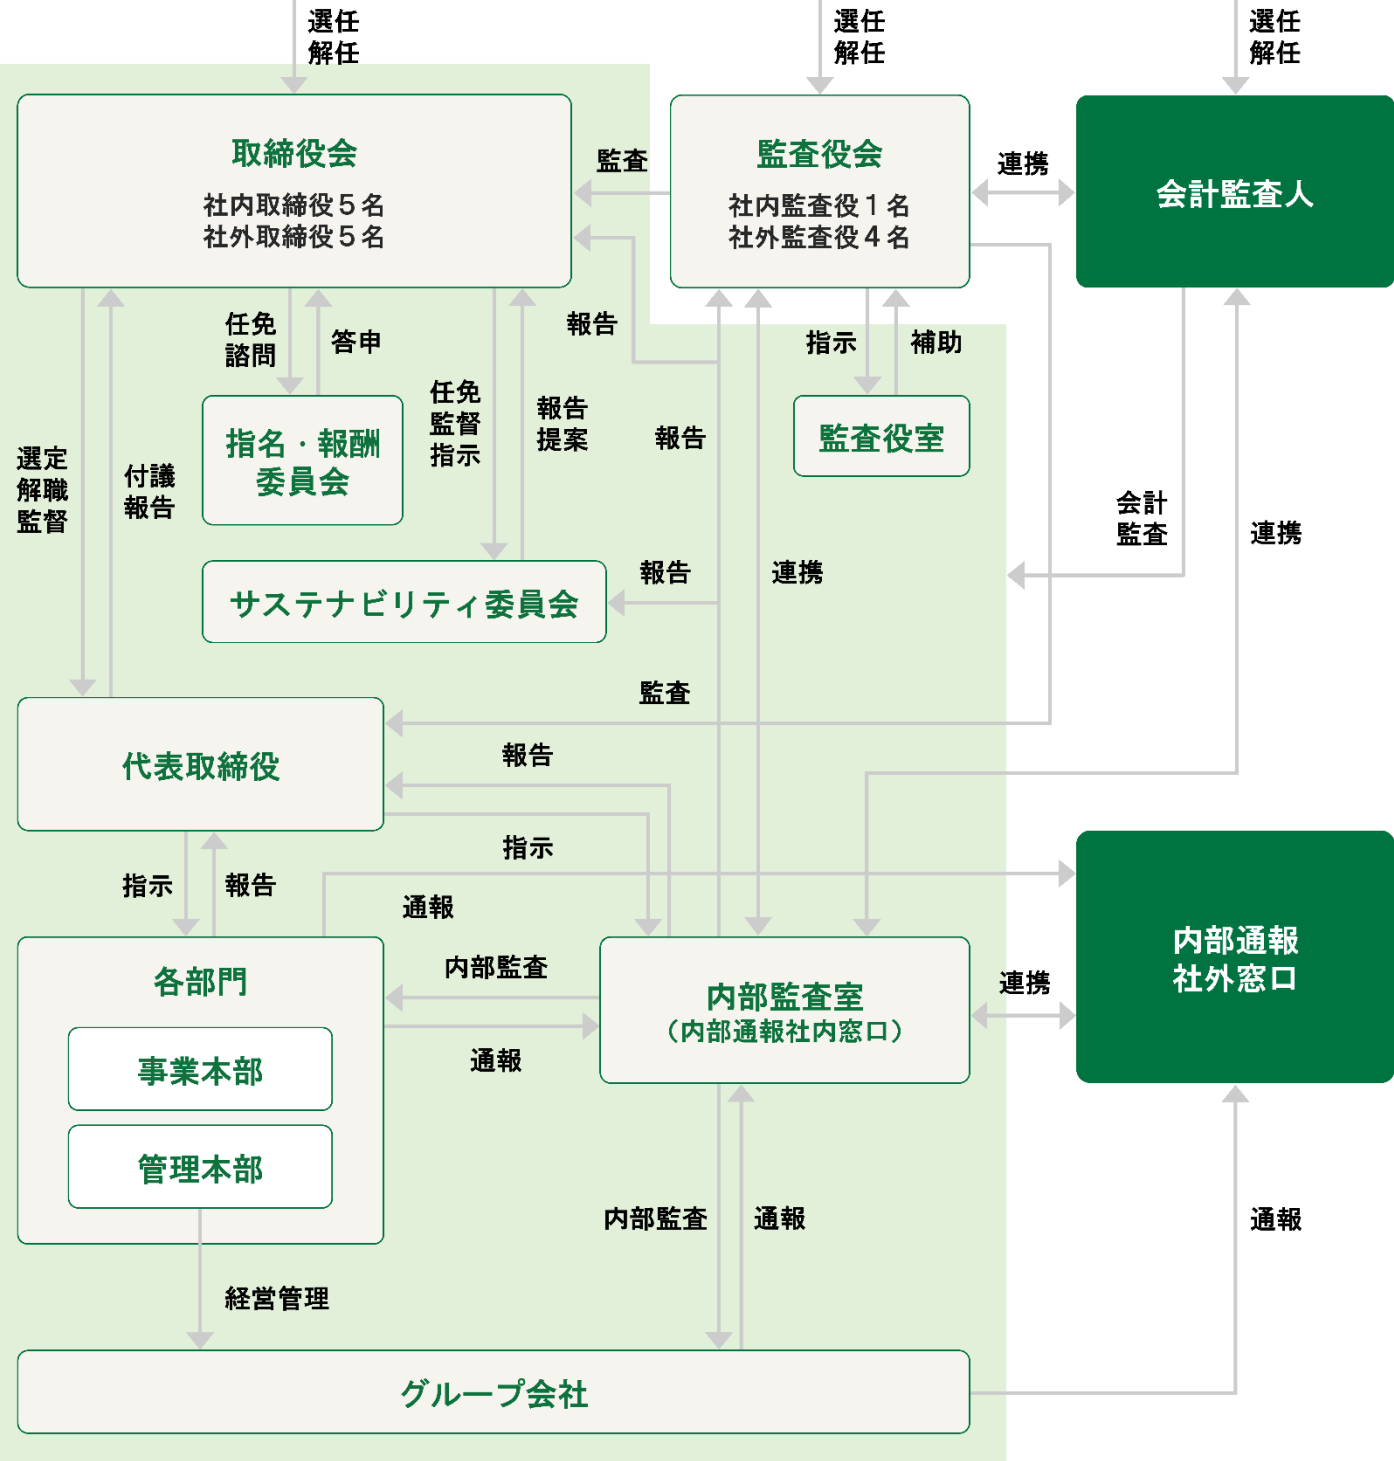 選任
解任
選任
解任
選任
解任
取締役会
社内取締役5名
社外取締役5名
監査
監査役会
社内監査役1名
社外監査役4名
連携
会計監査人
任免
諮問
答申
報告
指示
補助
任免
監督
指示
報告
提案
報告
指名・報酬
委員会
監査役室
選定
解職
監督
付議
報告
会計
監査
連携
報告
連携
サステナビリティ委員会
監査
代表取締役
報告
指示
指示
報告
通報
各部門
内部監査
通報
内部監査室
（内部通報社内窓口）
連携
内部通報
社外窓口
事業本部
管理本部
内部監査
通報
通報
経営管理
グループ会社